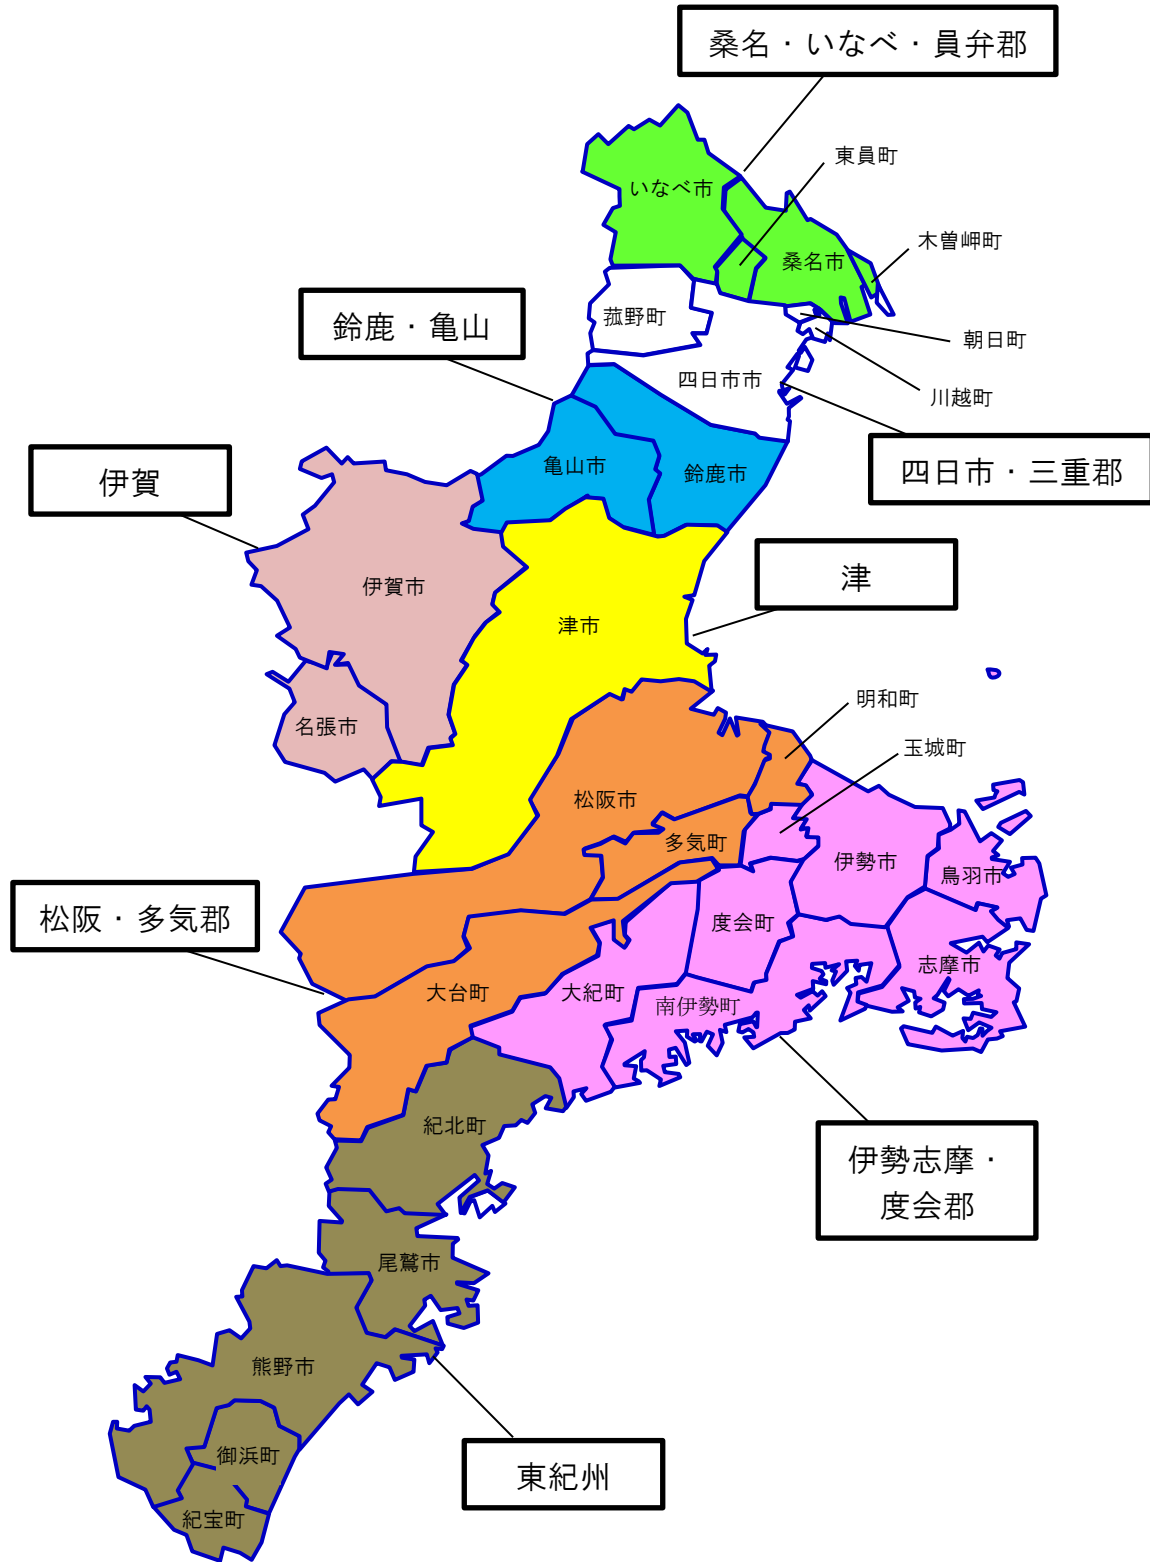 桑名・いなべ・員弁郡
東員町
いなべ市
木曽岬町
桑名市
鈴鹿・亀山
菰野町
朝日町
四日市市
川越町
伊賀
亀山市
鈴鹿市
四日市・三重郡
伊賀市
津
津市
明和町
名張市
玉城町
松阪市
多気町
伊勢市
鳥羽市
松阪・多気郡
度会町
志摩市
大台町
大紀町
南伊勢町
紀北町
伊勢志摩・
度会郡
尾鷲市
熊野市
御浜町
東紀州
紀宝町